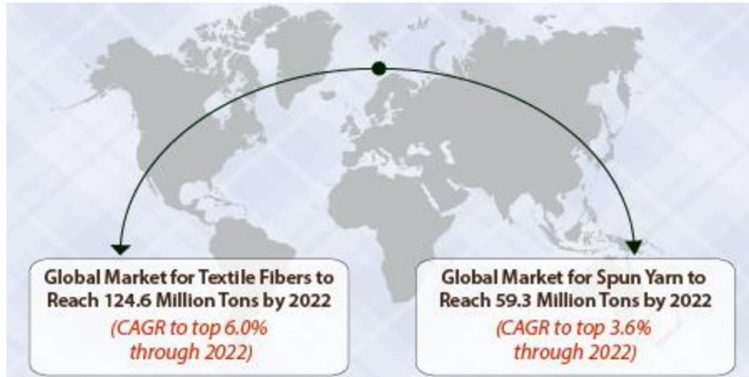 Global Market for Textile Fibers to
Reach 124.6 Million Tons by 2022
(CAGR to top 6.0%
through 2022)
Global Market for Spun Yarn to
Reach 59.3 Million Tons by 2022
(CAGR to top 3.6%
through 2022)